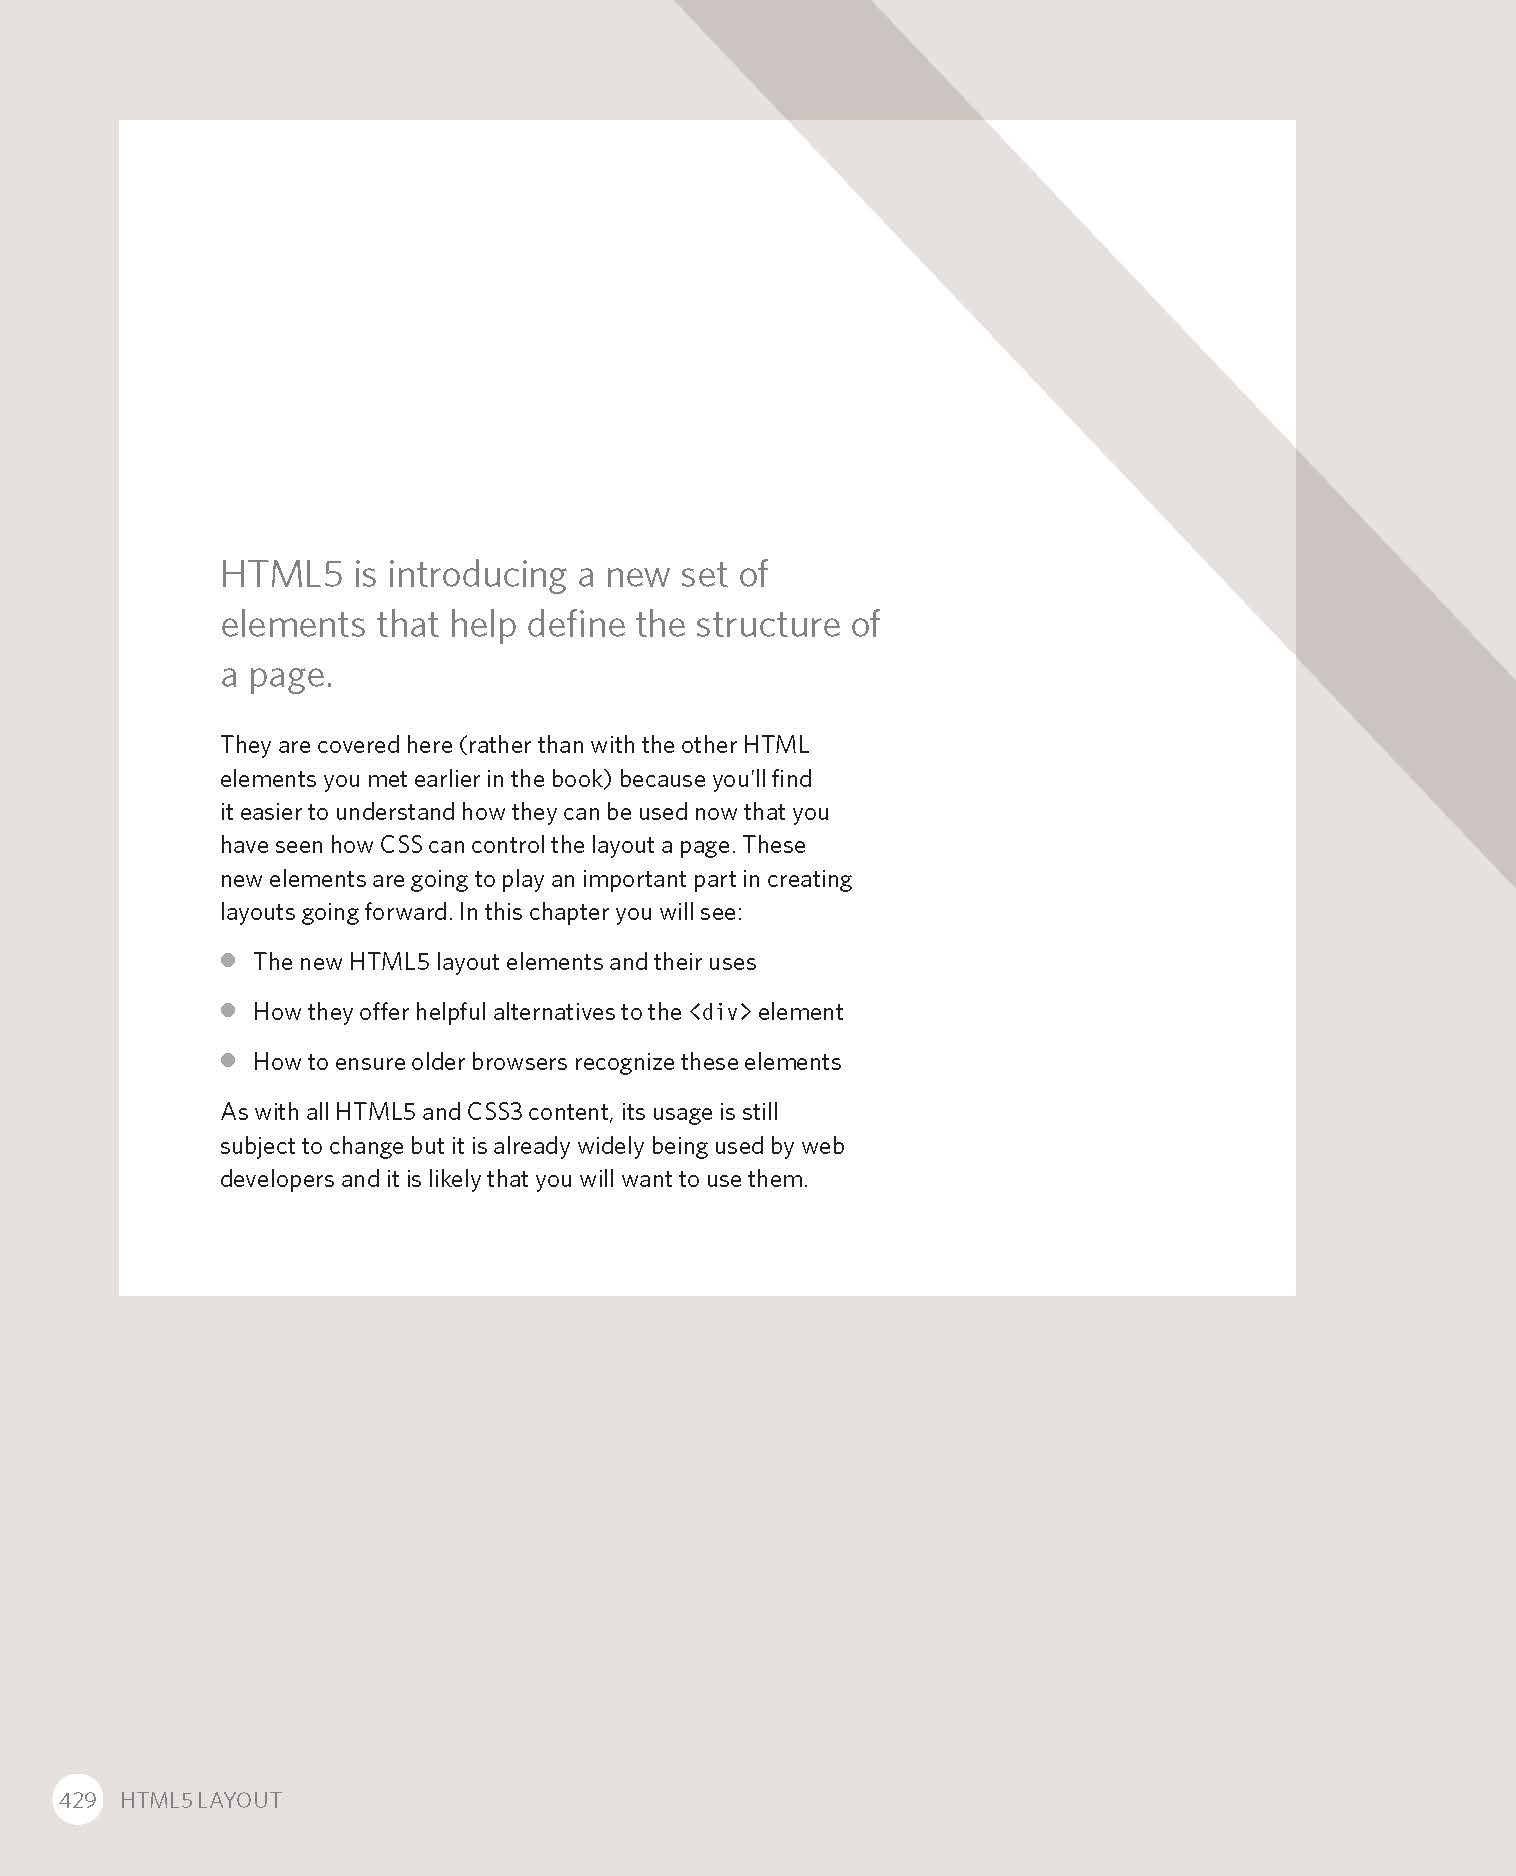 HTML5 is introducing a new set of
elements that help define the structure of
a page.
They are covered here (rather than with the other HTML
elements you met earlier in the book) because you'll find
it easier to understand how they can be used now that you
have seen how CSS can control the layout a page. These
new elements are going to play an important part in creating
layouts going forward. In this chapter you will see:
● The new HTML5 layout elements and their uses
● How they offer helpful alternatives to the <div> element
● How to ensure older browsers recognize these elements
As with all HTML5 and CSS3 content, its usage is still
subject to change but it is already widely being used by web
developers and it is likely that you will want to use them.
429 HTML5 LAYOUT